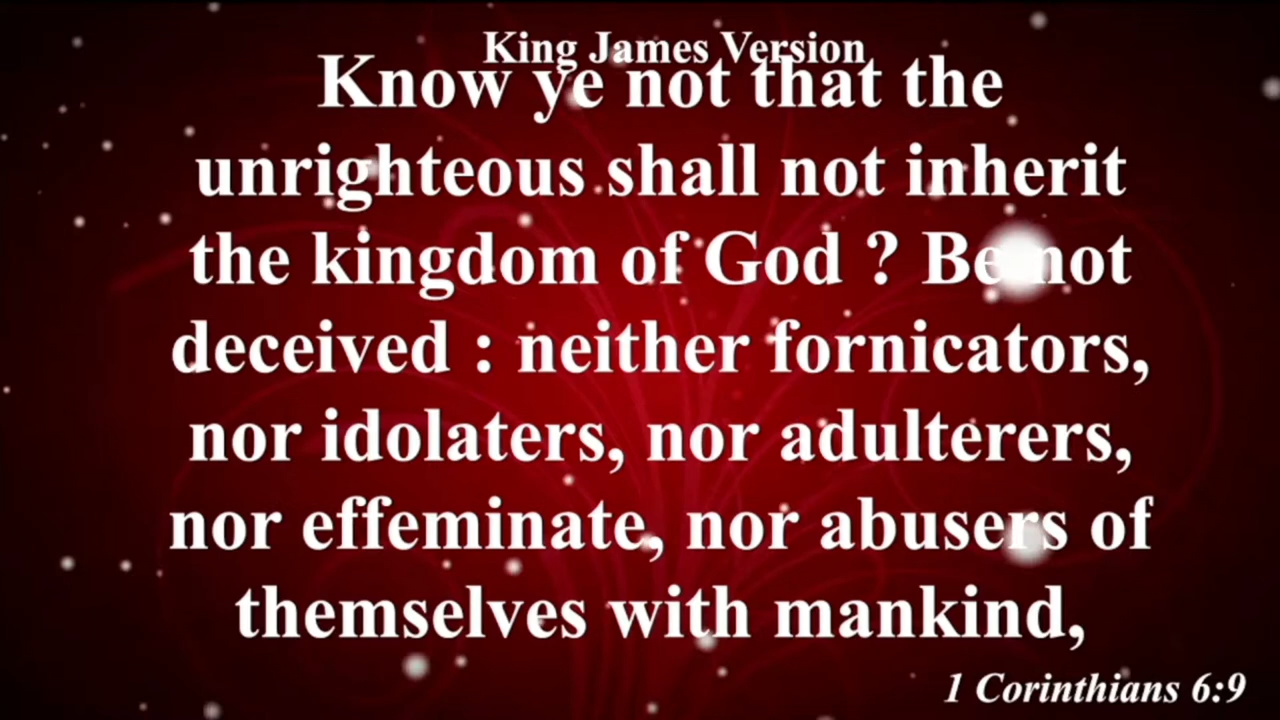 King James Version
Know ye not that the
unrighteous shall not inherit
the kingdom of God ? Be not
deceived : neither fornicators,
nor idolaters, nor adulterers,
nor effeminate, nor abusers of
themselves with mankind,
1 Corinthians 6:9